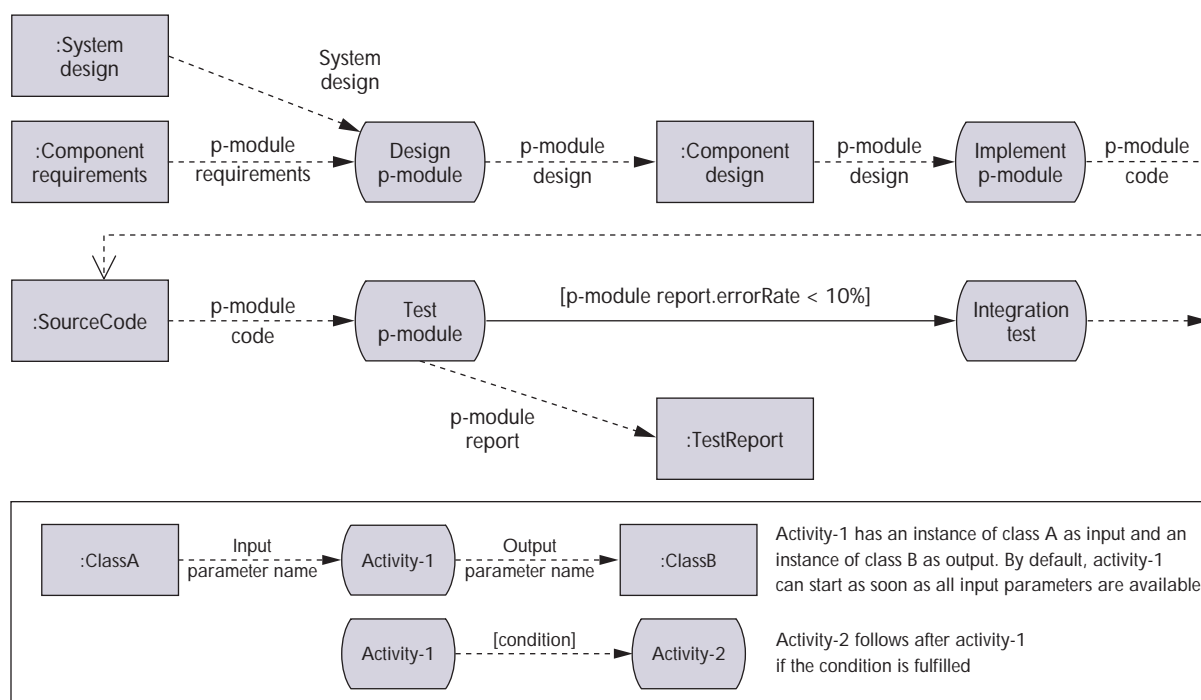 :System
design
System
design
:Component
requirements
p-module
requirements
Design
p-module
p-module
design
:Component
design
p-module
design
Implement
p-module
p-module
code
:SourceCode
p-module
code
Test
p-module
[p-module report.errorRate < 10%]
Integration
test
p-module
report
:TestReport
:ClassA
Input
parameter name
Activity-1
Output
parameter name
:ClassB
Activity-1 has an instance of class A as input and an
instance of class B as output. By default, activity-1
can start as soon as all input parameters are available
Activity-1
[condition]
Activity-2
Activity-2 follows after activity-1
if the condition is fulfilled